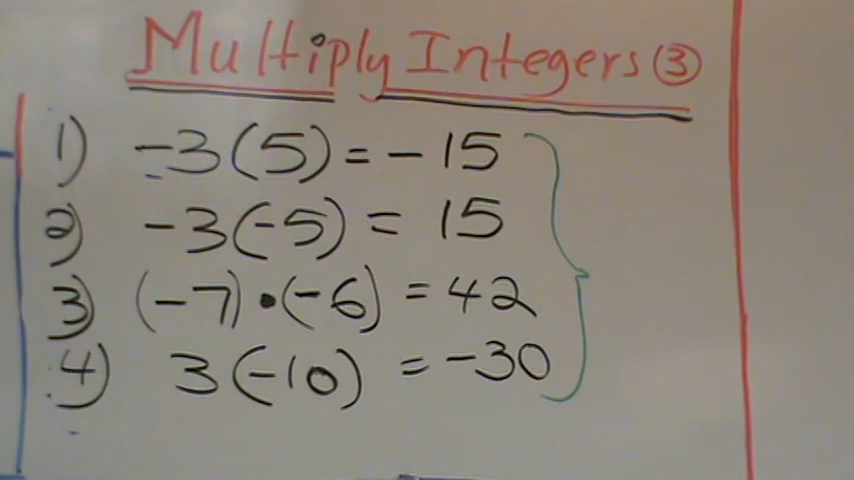 Multiply Integers ③
1) -3(5) = -15
2) -3(-5) = 15
3) (-7)•(-6) = 42
4) 3(-10) = -30